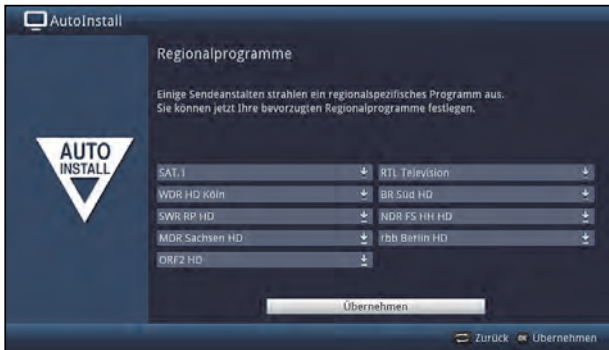 AutoInstall
Regionalprogramme
Einige Sendeanstalten strahlen ein regionalspezifisches Programm aus.
Sie können jetzt Ihre bevorzugten Regionalprogramme festlegen.
AUTO
INSTALL
SAT.1
RTL Television
WDR HD Köln
BR Süd HD
SWR RP HD
NDR FS HH HD
MDR Sachsen HD
rbb Berlin HD
ORF2 HD
Übernehmen
Zurück OK Übernehmen